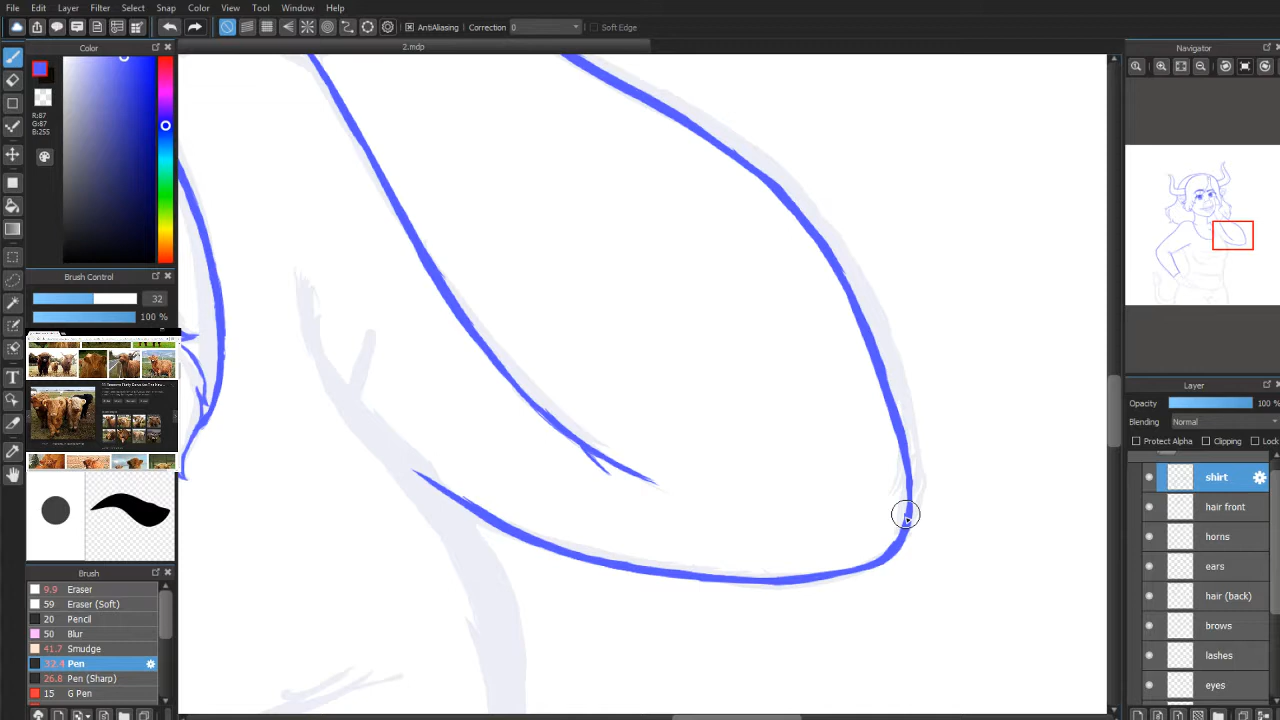 File Edit Layer Filter Select Snap Color View Tool Window Help
AntiAliasing Correction 0 Soft Edge
2.mdp
Color
R:87
G:87
B:255
Brush Control
32
100 %
Brush
9.9 Eraser
59 Eraser (Soft)
20 Pencil
50 Blur
41.7 Smudge
32.4 Pen
26.8 Pen (Sharp)
15 G Pen
Navigator
Layer
Opacity 100 %
Blending Normal
Protect Alpha Clipping Loc
shirt
hair front
horns
ears
hair (back)
brows
lashes
eyes